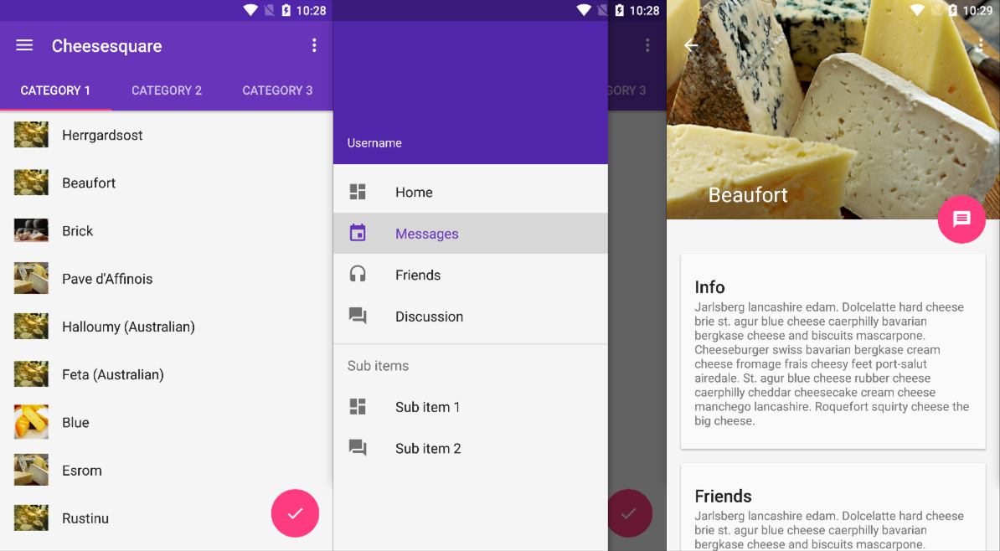 10:28
Cheesesquare
CATEGORY 1 CATEGORY 2 CATEGORY 3
Herrgardsost
Beaufort
Brick
Pave d'Affinois
Halloumy (Australian)
Feta (Australian)
Blue
Esrom
Rustinu
10:28
GORY 3
Username
Home
Messages
Friends
Discussion
Sub items
Sub item 1
Sub item 2
10:29
Beaufort
Info
Jarlsberg lancashire edam. Dolcelatte hard cheese
brie st. agur blue cheese caerphilly bavarian
bergkase cheese and biscuits mascarpone.
Cheeseburger swiss bavarian bergkase cream
cheese fromage frais cheesy feet port-salut
airedale. St. agur blue cheese rubber cheese
caerphilly cheddar cheesecake cream cheese
manchego lancashire. Roquefort squirty cheese the
big cheese.
Friends
Jarlsberg lancashire edam. Dolcelatte hard cheese
brie st. agur blue cheese caerphilly bavarian
bergkase cheese and biscuits mascarpone.